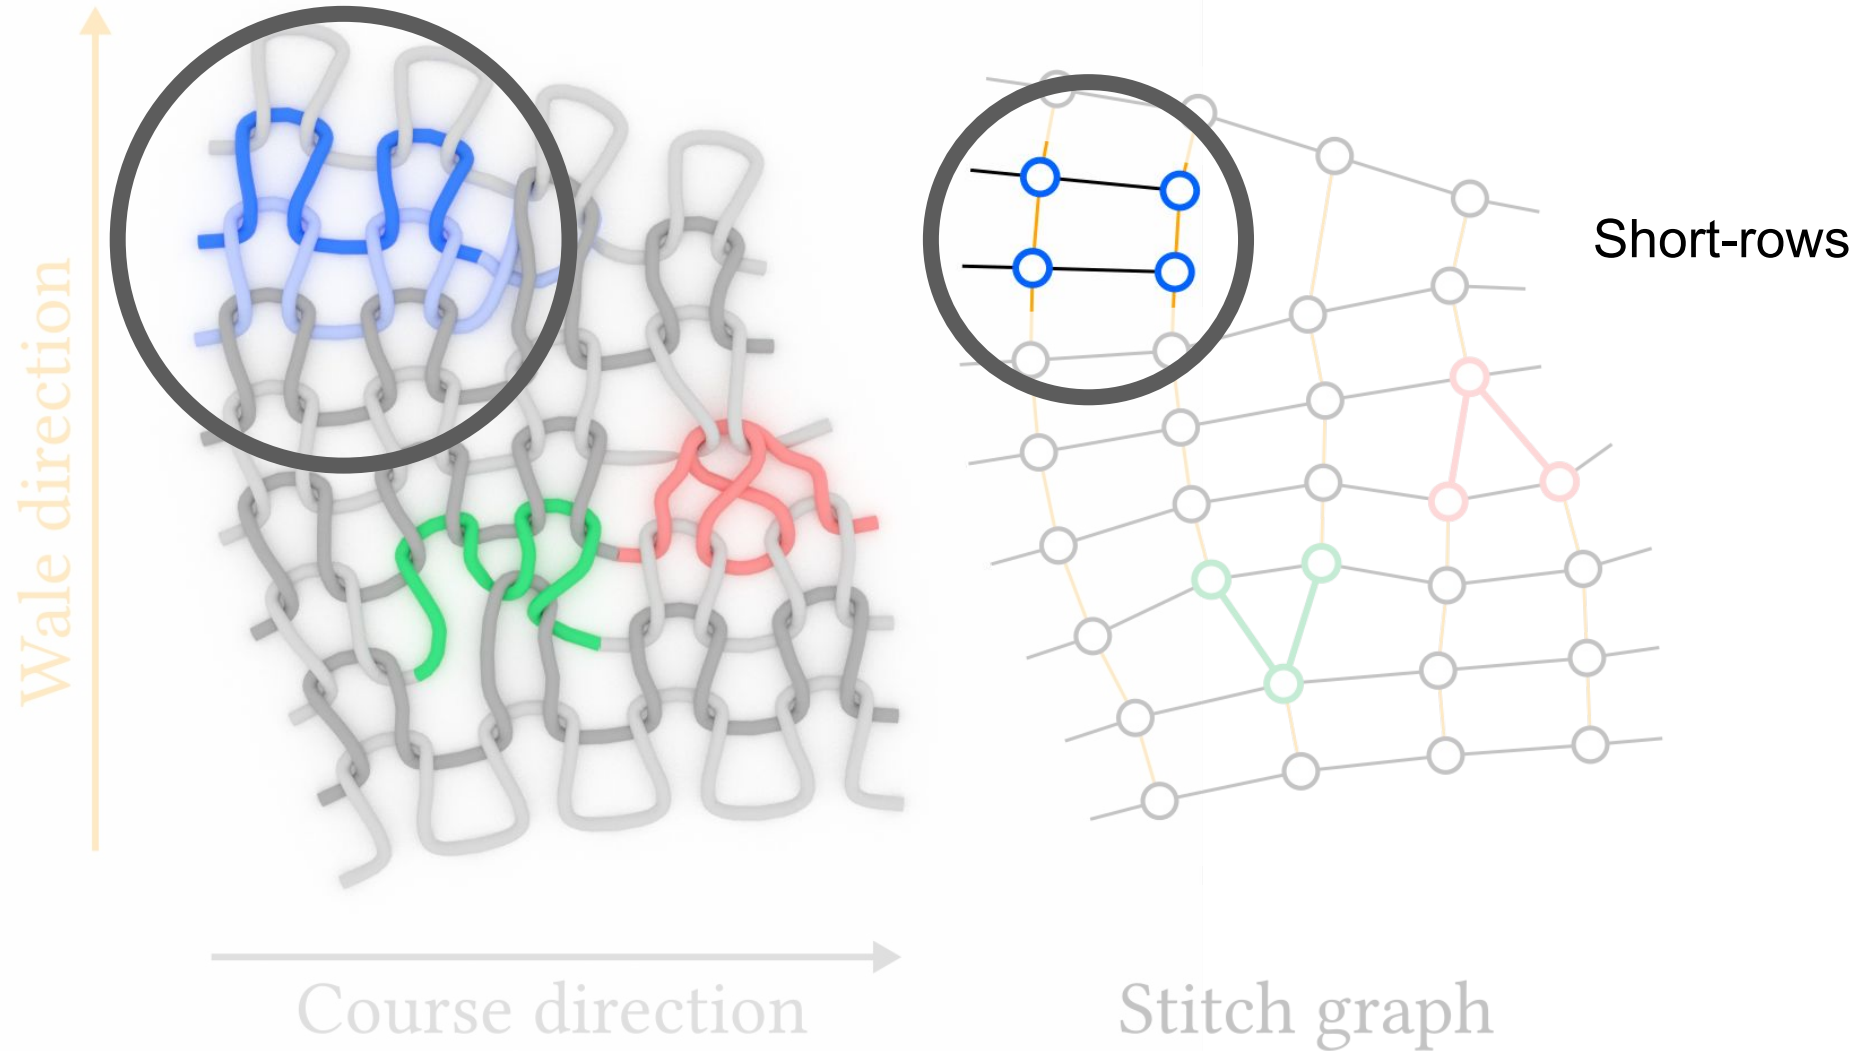 Wale direction
Short-rows
Course direction
Stitch graph